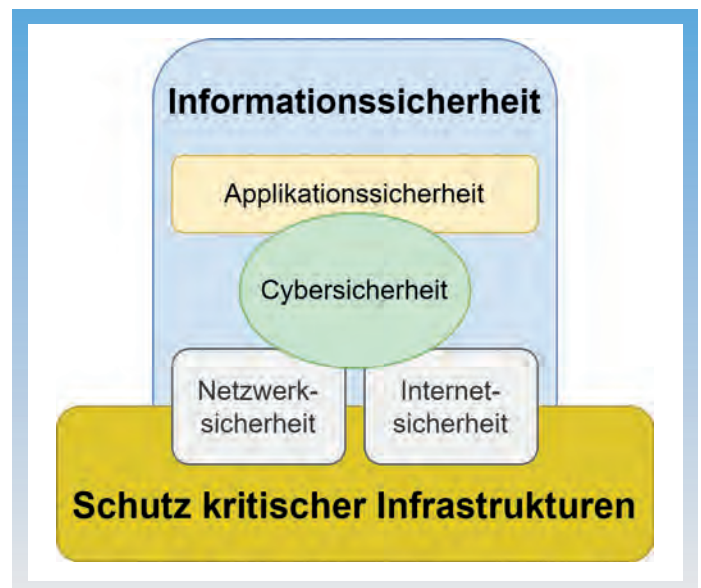 Informationssicherheit
Applikationssicherheit
Cybersicherheit
Netzwerk-
sicherheit
Internet-
sicherheit
Schutz kritischer Infrastrukturen